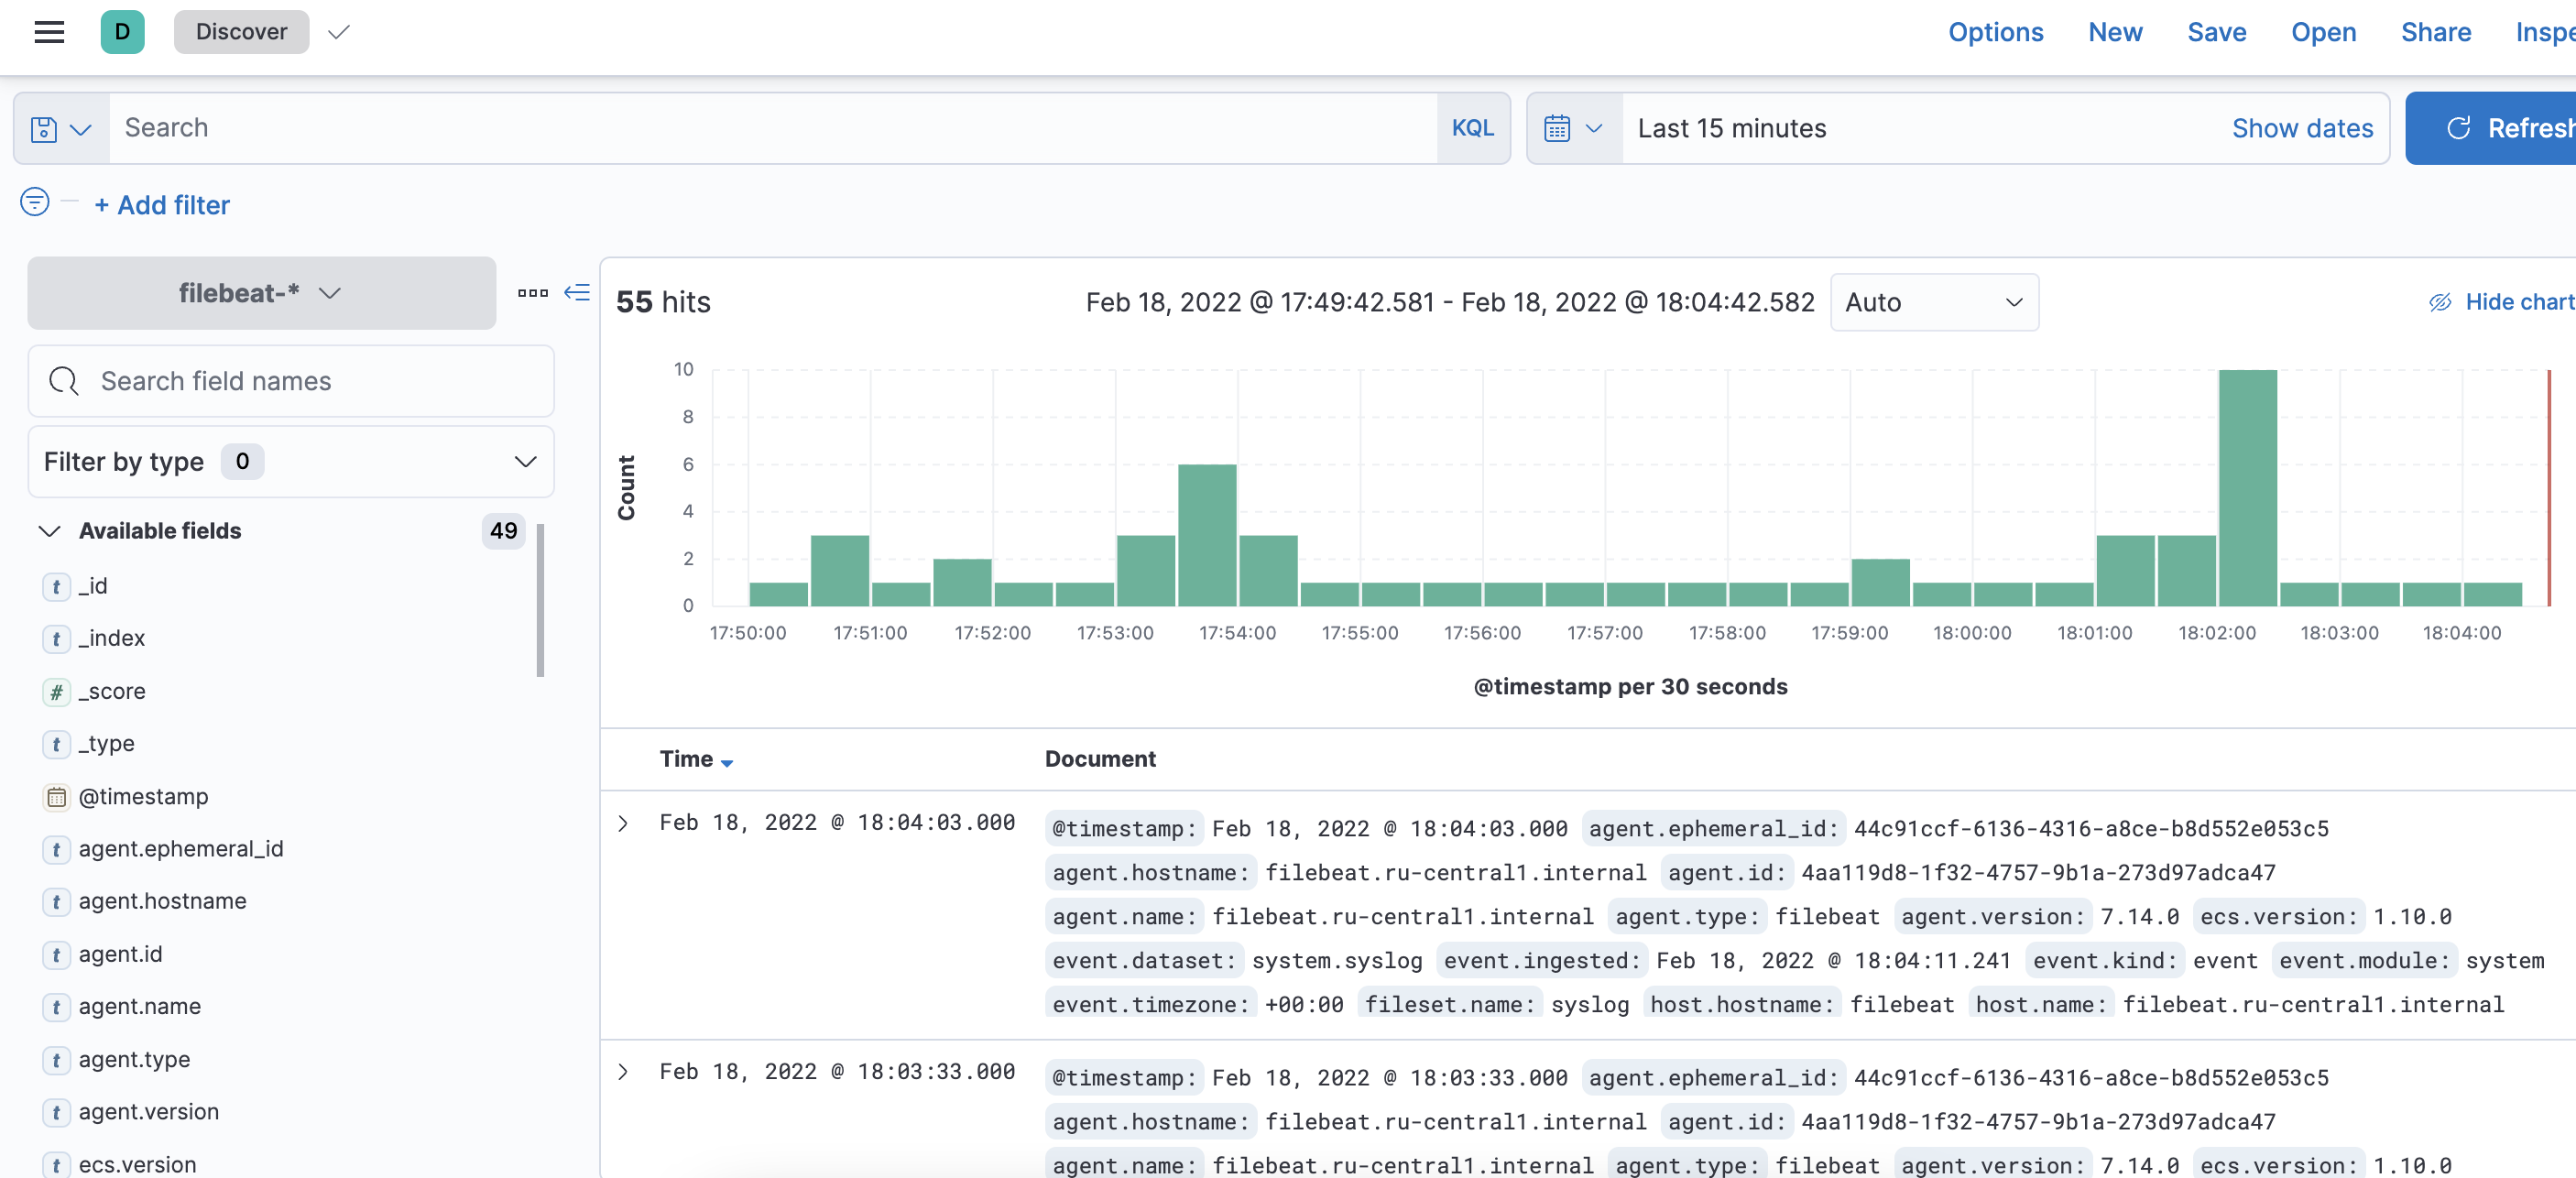 D Discover Options New Save Open Share Inspe
Search KQL Last 15 minutes Show dates Refresh
+ Add filter
filebeat-*
55 hits Feb 18, 2022 @ 17:49:42.581 - Feb 18, 2022 @ 18:04:42.582 Auto Hide chart
Search field names
Filter by type 0
Available fields 49
t _id
t _index
# _score
t _type
@timestamp
t agent.ephemeral_id
t agent.hostname
t agent.id
t agent.name
t agent.type
t agent.version
t ecs.version
Count
10
8
6
4
2
0
17:50:00 17:51:00 17:52:00 17:53:00 17:54:00 17:55:00 17:56:00 17:57:00 17:58:00 17:59:00 18:00:00 18:01:00 18:02:00 18:03:00 18:04:00
@timestamp per 30 seconds
Time Document
Feb 18, 2022 @ 18:04:03.000 @timestamp: Feb 18, 2022 @ 18:04:03.000 agent.ephemeral_id: 44c91ccf-6136-4316-a8ce-b8d552e053c5
agent.hostname: filebeat.ru-central1.internal agent.id: 4aa119d8-1f32-4757-9b1a-273d97adca47
agent.name: filebeat.ru-central1.internal agent.type: filebeat agent.version: 7.14.0 ecs.version: 1.10.0
event.dataset: system.syslog event.ingested: Feb 18, 2022 @ 18:04:11.241 event.kind: event event.module: system
event.timezone: +00:00 fileset.name: syslog host.hostname: filebeat host.name: filebeat.ru-central1.internal
Feb 18, 2022 @ 18:03:33.000 @timestamp: Feb 18, 2022 @ 18:03:33.000 agent.ephemeral_id: 44c91ccf-6136-4316-a8ce-b8d552e053c5
agent.hostname: filebeat.ru-central1.internal agent.id: 4aa119d8-1f32-4757-9b1a-273d97adca47
agent.name: filebeat.ru-central1.internal agent.type: filebeat agent.version: 7.14.0 ecs.version: 1.10.0